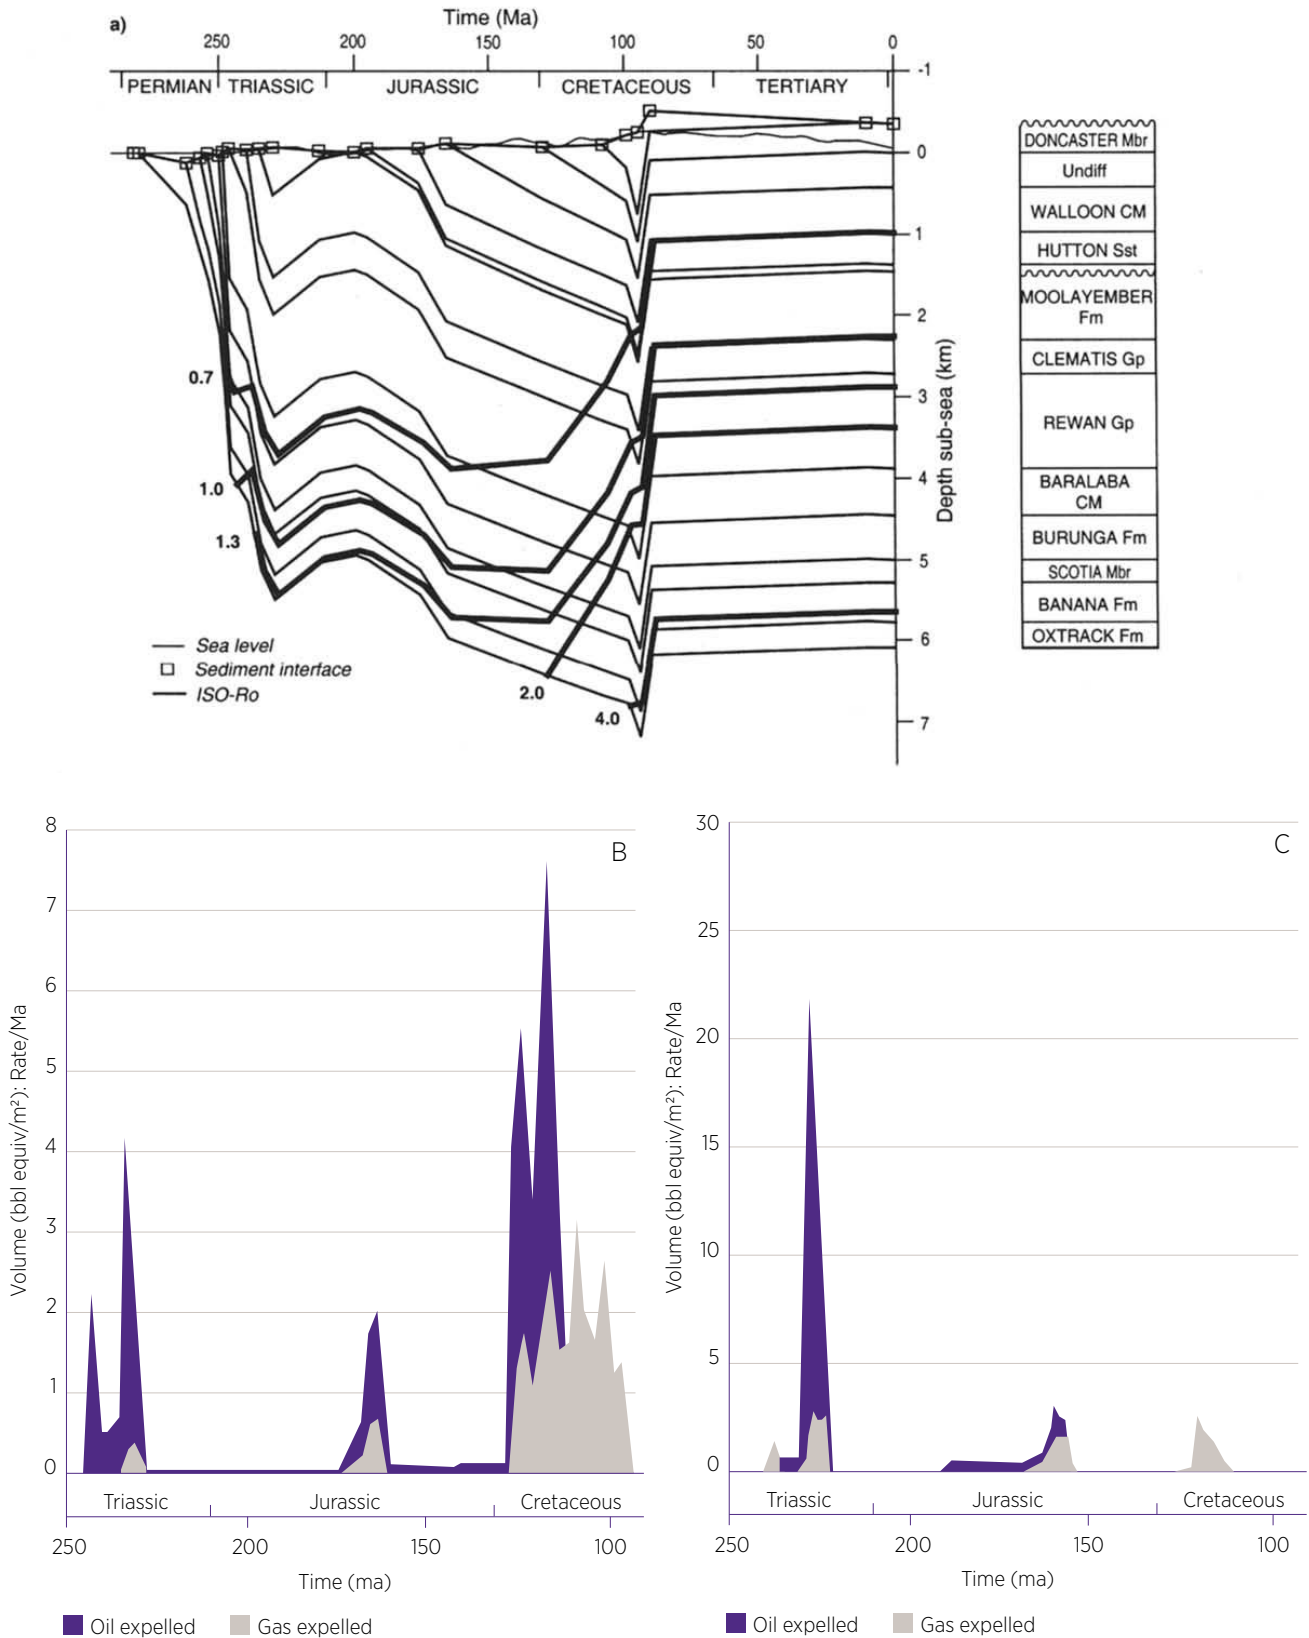 a)
Time (Ma)
250 200 150 100 50 0
PERMIAN TRIASSIC JURASSIC CRETACEOUS TERTIARY
-1
0
1
2
3
4
5
6
7
Depth sub-sea (km)
0.7
1.0
1.3
2.0
4.0
Sea level
Sediment interface
ISO-Ro
DONCASTER Mbr
Undiff
WALLOON CM
HUTTON Sst
MOOLAYEMBER
Fm
CLEMATIS Gp
REWAN Gp
BARALABA
CM
BURUNGA Fm
SCOTIA Mbr
BANANA Fm
OXTRACK Fm
B
Volume (bbl equiv/m²): Rate/Ma
8
7
6
5
4
3
2
1
0
Triassic Jurassic Cretaceous
250 200 150 100
Time (ma)
Oil expelled Gas expelled
C
Volume (bbl equiv/m²): Rate/Ma
30
25
20
15
10
5
0
Triassic Jurassic Cretaceous
250 200 150 100
Time (ma)
Oil expelled Gas expelled